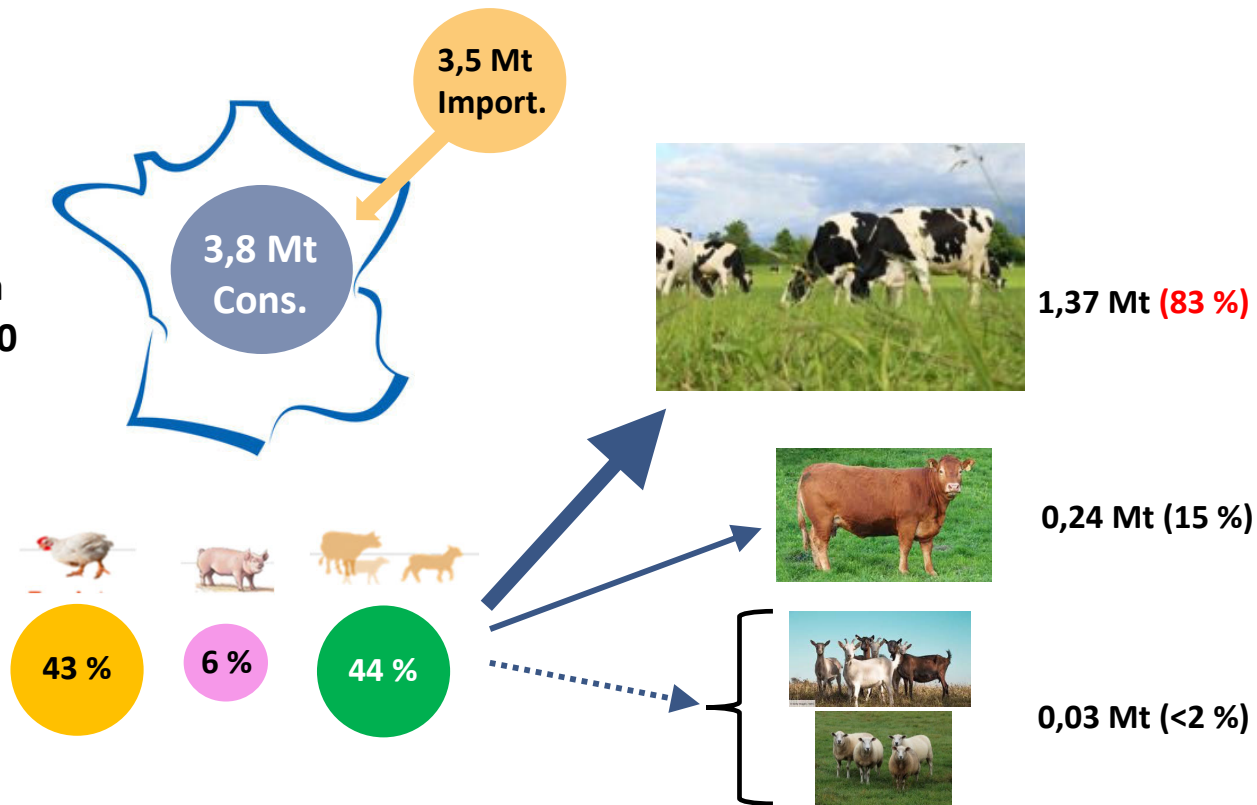 3,5 Mt
Import.
3,8 Mt
Cons.
1,37 Mt (83 %)
0,24 Mt (15 %)
43 %
6 %
44 %
0,03 Mt (<2 %)